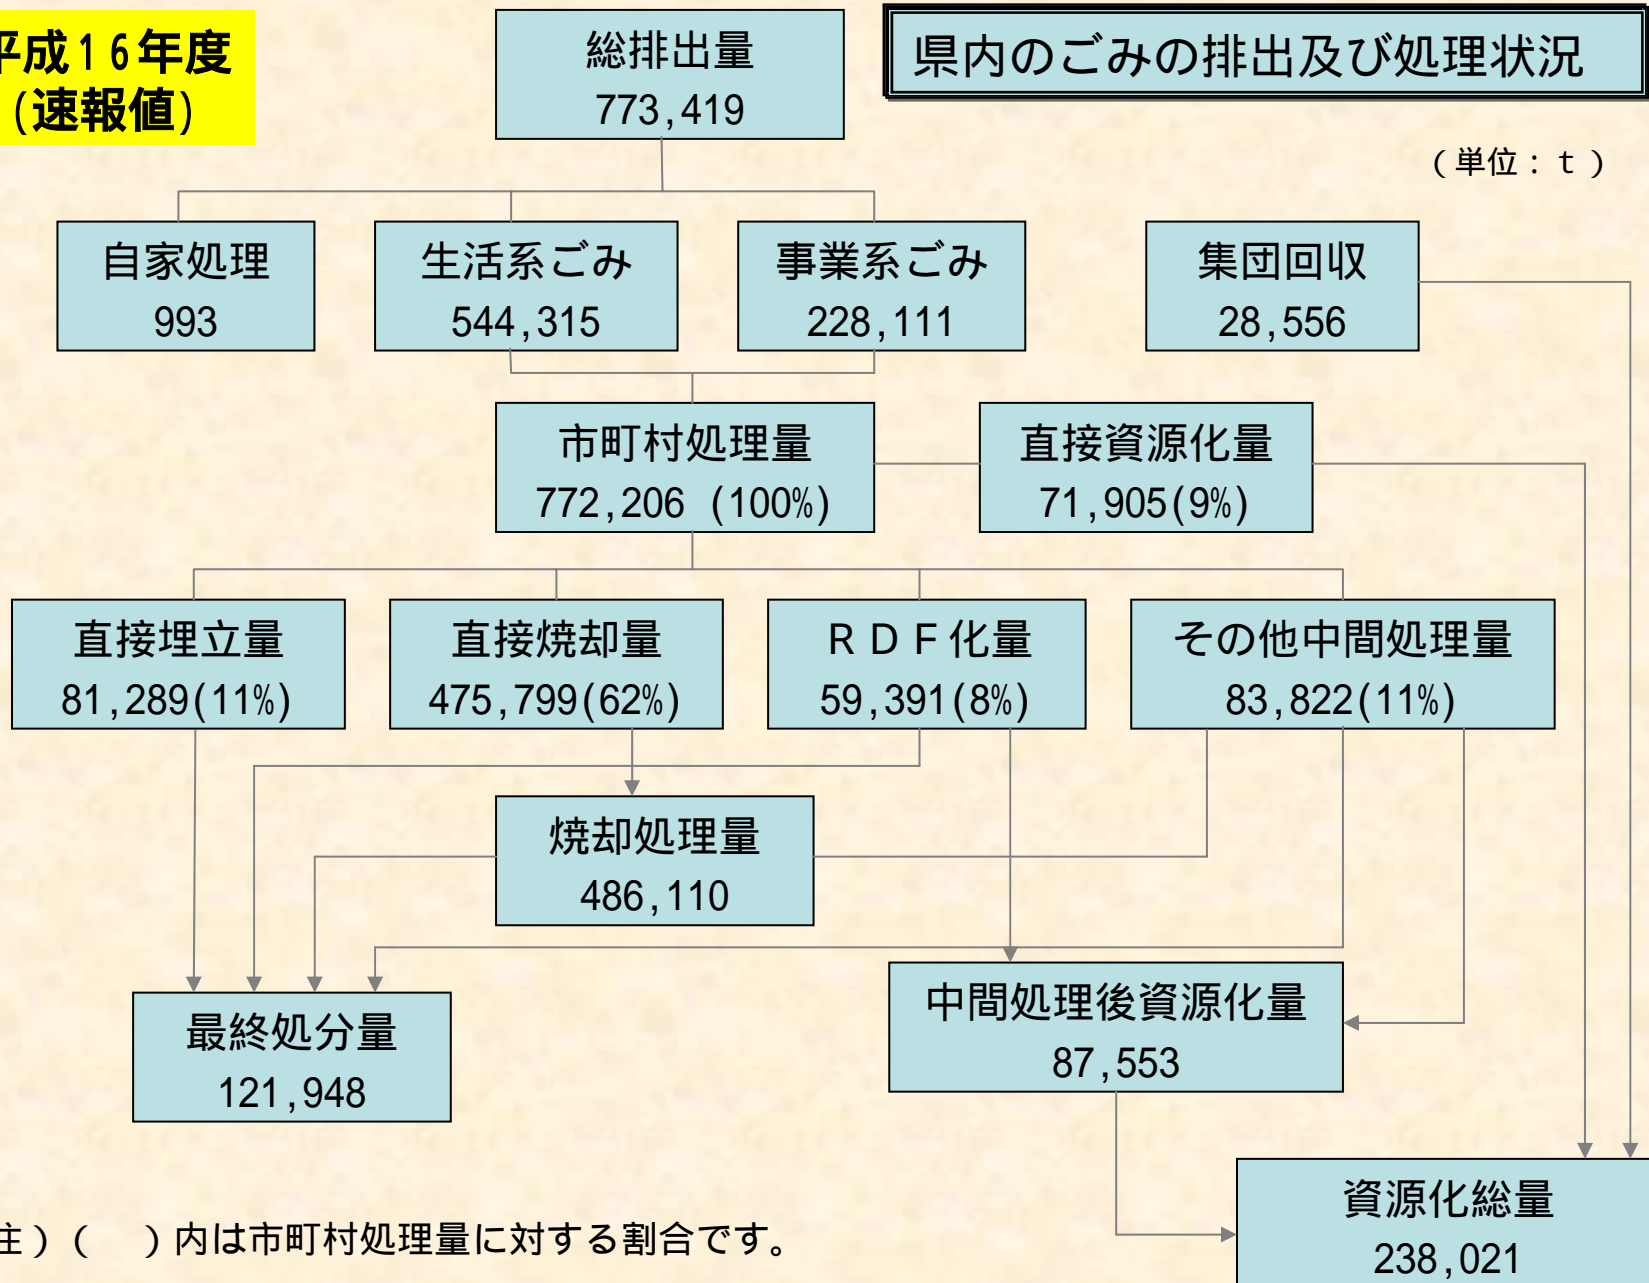 平成16年度
(速報値)
県内のごみの排出及び処理状況
(単位:t)
総排出量
773,419
自家処理
993
生活系ごみ
544,315
事業系ごみ
228,111
集団回収
28,556
市町村処理量
772,206 (100%)
直接資源化量
71,905(9%)
直接埋立量
81,289(11%)
直接焼却量
475,799(62%)
RDF化量
59,391(8%)
その他中間処理量
83,822(11%)
焼却処理量
486,110
中間処理後資源化量
87,553
最終処分量
121,948
資源化総量
238,021
注)(　)内は市町村処理量に対する割合です。